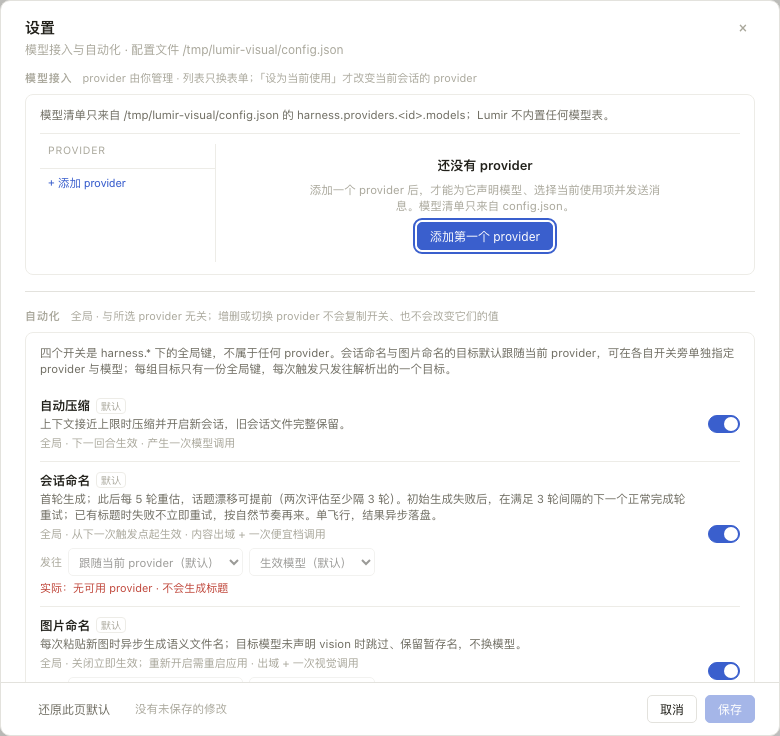 设置
×
模型接入与自动化 · 配置文件 /tmp/lumir-visual/config.json
模型接入 provider 由你管理 · 列表只换表单；「设为当前使用」才改变当前会话的 provider
模型清单只来自 /tmp/lumir-visual/config.json 的 harness.providers.<id>.models；Lumir 不内置任何模型表。
PROVIDER
+ 添加 provider
还没有 provider
添加一个 provider 后，才能为它声明模型、选择当前使用项并发送消
息。模型清单只来自 config.json。
添加第一个 provider
自动化 全局 · 与所选 provider 无关；增删或切换 provider 不会复制开关、也不会改变它们的值
四个开关是 harness.* 下的全局键，不属于任何 provider。会话命名与图片命名的目标默认跟随当前 provider，可在各自开关旁单独指定
provider 与模型；每组目标只有一份全局键，每次触发只发往解析出的一个目标。
自动压缩 默认
上下文接近上限时压缩并开启新会话，旧会话文件完整保留。
全局 · 下一回合生效 · 产生一次模型调用
会话命名 默认
首轮生成；此后每 5 轮重估，话题漂移可提前（两次评估至少隔 3 轮）。初始生成失败后，在满足 3 轮间隔的下一个正常完成轮
重试；已有标题时失败不立即重试，按自然节奏再来。单飞行，结果异步落盘。
全局 · 从下一次触发点起生效 · 内容出域 + 一次便宜档调用
发往 跟随当前 provider（默认） 生效模型（默认）
实际：无可用 provider · 不会生成标题
图片命名 默认
每次粘贴新图时异步生成语义文件名；目标模型未声明 vision 时跳过、保留暂存名，不换模型。
全局 · 关闭立即生效；重新开启需重启应用 · 出域 + 一次视觉调用
还原此页默认 没有未保存的修改 取消 保存